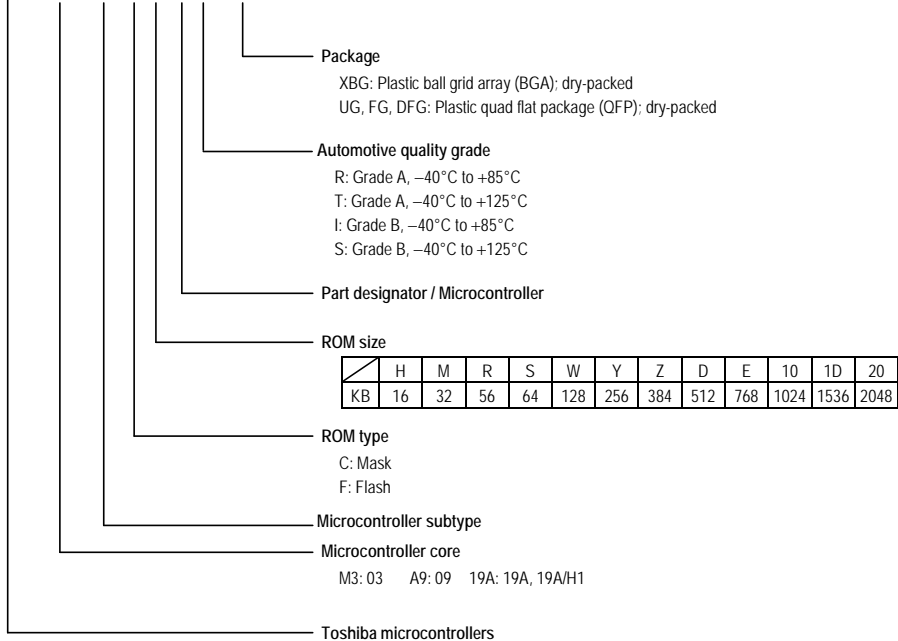 Package
XBG: Plastic ball grid array (BGA); dry-packed
UG, FG, DFG: Plastic quad flat package (QFP); dry-packed
Automotive quality grade
R: Grade A, –40°C to +85°C
T: Grade A, –40°C to +125°C
I: Grade B, –40°C to +85°C
S: Grade B, –40°C to +125°C
Part designator / Microcontroller
ROM size
H M R S W Y Z D E 10 1D 20
KB 16 32 56 64 128 256 384 512 768 1024 1536 2048
ROM type
C: Mask
F: Flash
Microcontroller subtype
Microcontroller core
M3: 03 A9: 09 19A: 19A, 19A/H1
Toshiba microcontrollers